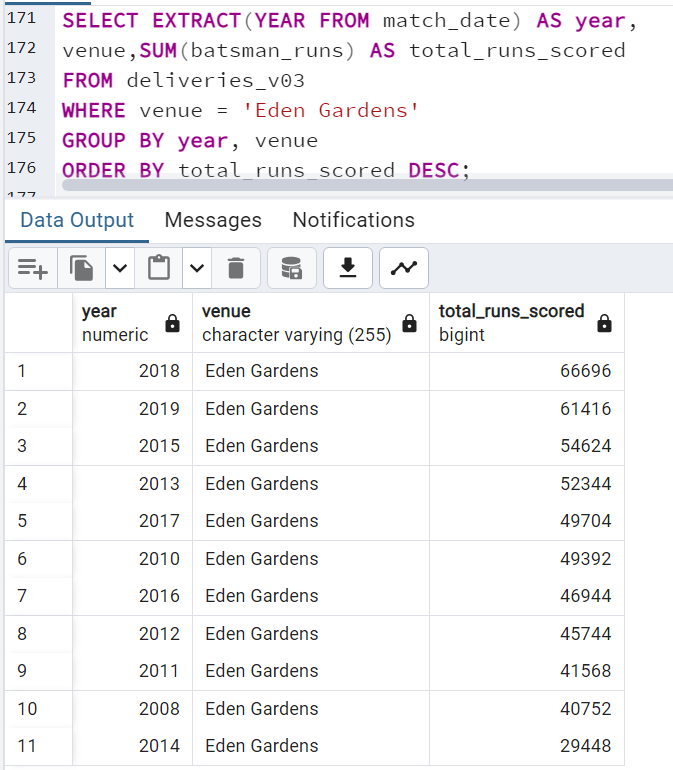 171 SELECT EXTRACT(YEAR FROM match_date) AS year,
172 venue,SUM(batsman_runs) AS total_runs_scored
173 FROM deliveries_v03
174 WHERE venue = 'Eden Gardens'
175 GROUP BY year, venue
176 ORDER BY total_runs_scored DESC;
177
Data Output Messages Notifications
year venue total_runs_scored
numeric character varying (255) bigint
1 2018 Eden Gardens 66696
2 2019 Eden Gardens 61416
3 2015 Eden Gardens 54624
4 2013 Eden Gardens 52344
5 2017 Eden Gardens 49704
6 2010 Eden Gardens 49392
7 2016 Eden Gardens 46944
8 2012 Eden Gardens 45744
9 2011 Eden Gardens 41568
10 2008 Eden Gardens 40752
11 2014 Eden Gardens 29448